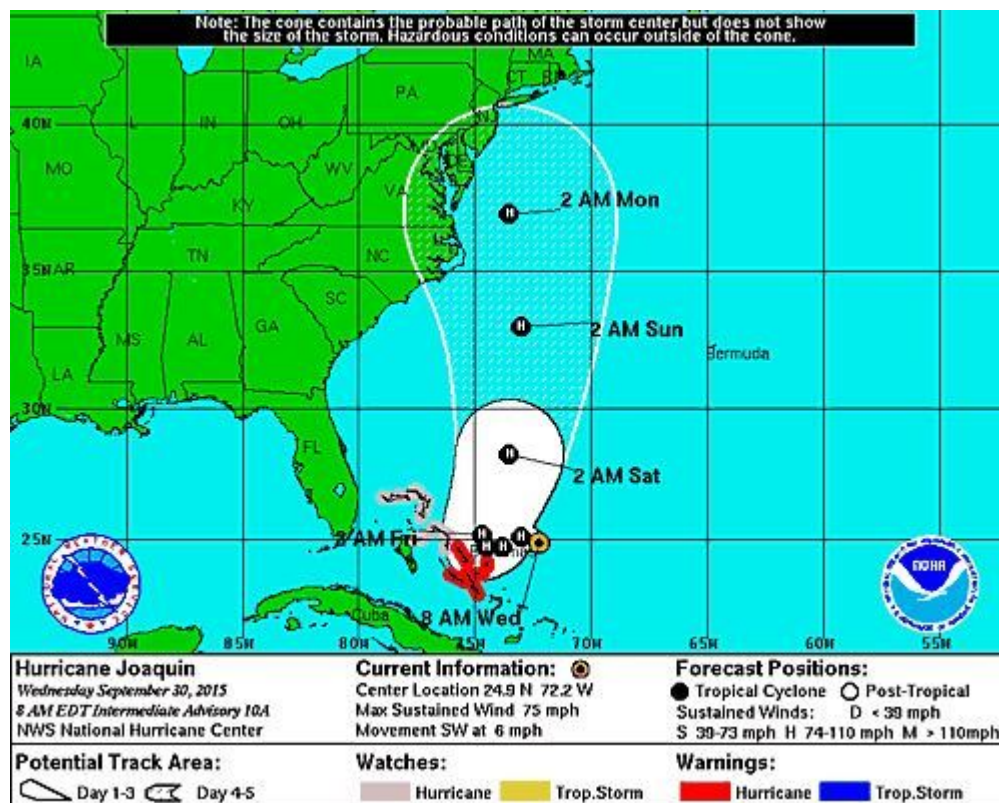 Note: The cone contains the probable path of the storm center but does not show
the size of the storm. Hazardous conditions can occur outside of the cone.
IA
MA
CT
RI
PA
NJ
40N
IL
IN
OH
MD
DE
MO
WV
VA
KY
2 AM Mon
TN
NC
35N
AR
SC
2 AM Sun
MS
AL
GA
Bermuda
LA
30N
FL
2 AM Sat
2 AM Fri
25N
8 AM Wed
Cuba
NOAA
90W
85W
80W
75W
70W
65W
60W
55W
Hurricane Joaquin
Wednesday September 30, 2015
8 AM EDT Intermediate Advisory 10A
NWS National Hurricane Center
Current Information:
Center Location 24.9 N 72.2 W
Max Sustained Wind 75 mph
Movement SW at 6 mph
Forecast Positions:
Tropical Cyclone Post-Tropical
Sustained Winds: D < 39 mph
S 39-73 mph H 74-110 mph M > 110mph
Potential Track Area:
Day 1-3 Day 4-5
Watches:
Hurricane Trop.Storm
Warnings:
Hurricane Trop.Storm